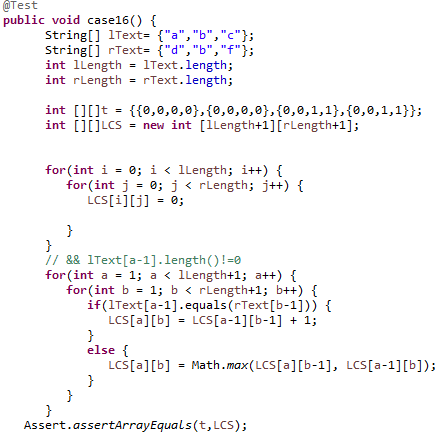 @Test
public void case16() {
String[] lText= {"a","b","c"};
String[] rText= {"d","b","f"};
int lLength = lText.length;
int rLength = rText.length;
int [][]t = {{0,0,0,0},{0,0,0,0},{0,0,1,1},{0,0,1,1}};
int [][]LCS = new int [lLength+1][rLength+1];
for(int i = 0; i < lLength; i++) {
for(int j = 0; j < rLength; j++) {
LCS[i][j] = 0;
}
}
// && lText[a-1].length()!=0
for(int a = 1; a < lLength+1; a++) {
for(int b = 1; b < rLength+1; b++) {
if(lText[a-1].equals(rText[b-1])) {
LCS[a][b] = LCS[a-1][b-1] + 1;
}
else {
LCS[a][b] = Math.max(LCS[a][b-1], LCS[a-1][b]);
}
}
}
Assert.assertArrayEquals(t,LCS);